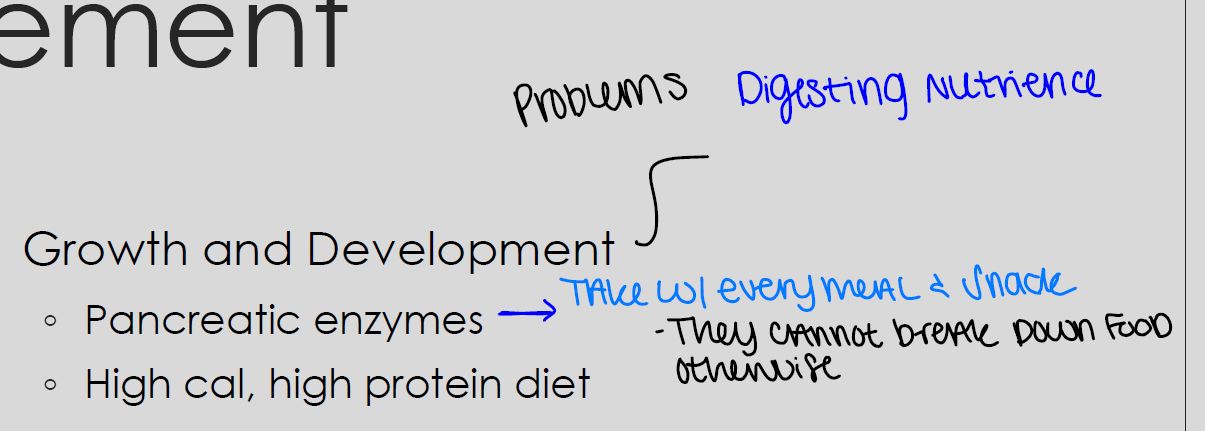 ement
Problems Digesting Nutrience
Growth and Development
◦ Pancreatic enzymes → Take w/ every meal & snack
- They cannot break down food
otherwise
◦ High cal, high protein diet